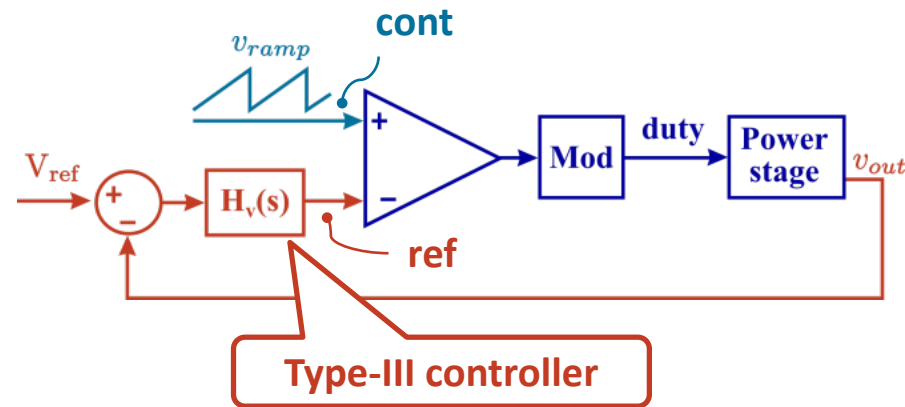 cont
v_ramp
+
duty
Power
stage
Mod
V_ref
+
−
H_v(s)
−
v_out
ref
Type-III controller